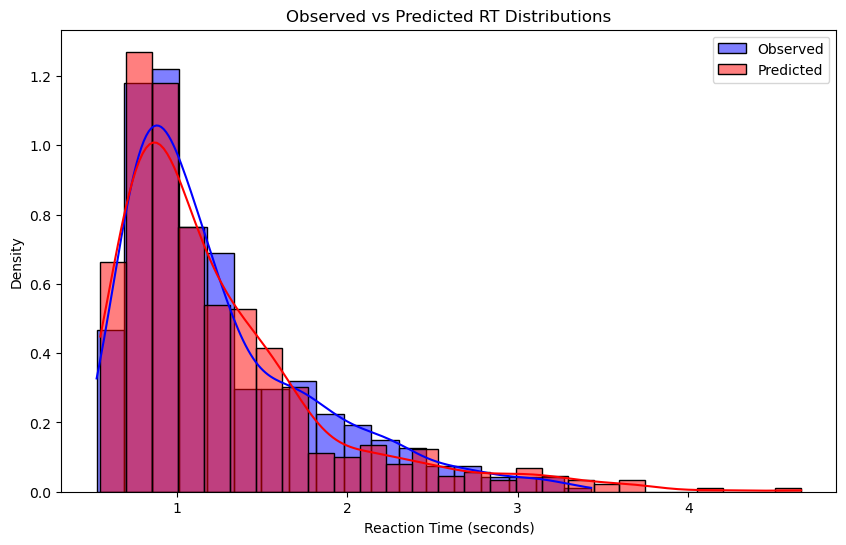 Observed vs Predicted RT Distributions
Observed
Predicted
Density
1.2
1.0
0.8
0.6
0.4
0.2
0.0
1
2
3
4
Reaction Time (seconds)